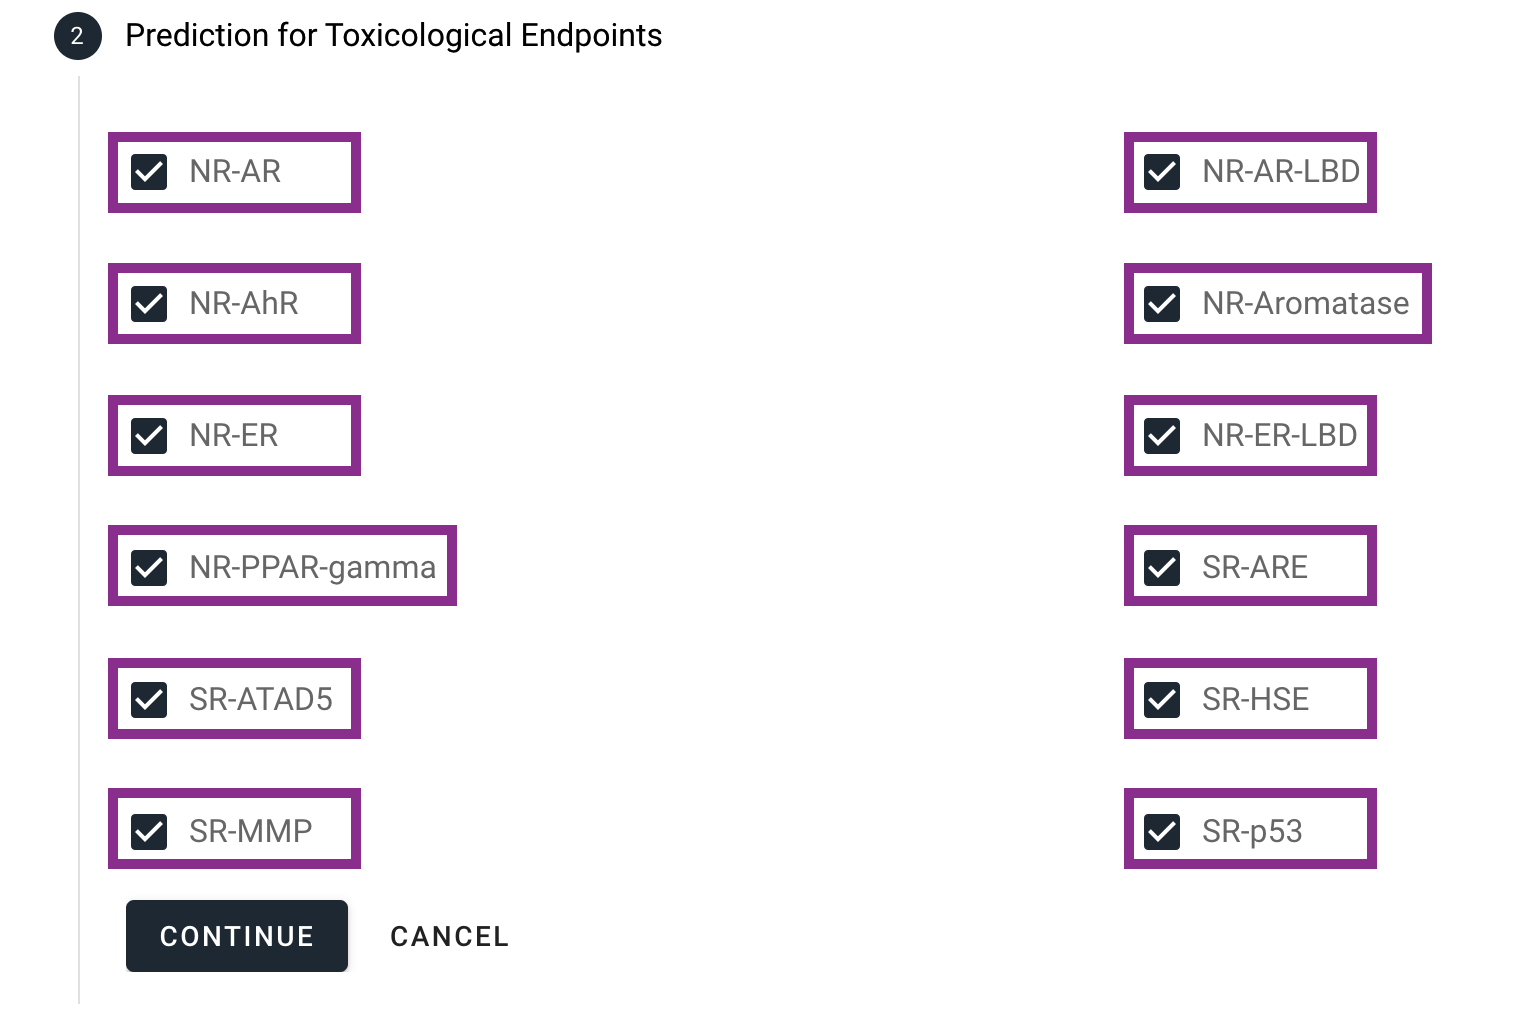 2 Prediction for Toxicological Endpoints
NR-AR NR-AR-LBD
NR-AhR NR-Aromatase
NR-ER NR-ER-LBD
NR-PPAR-gamma SR-ARE
SR-ATAD5 SR-HSE
SR-MMP SR-p53
CONTINUE CANCEL